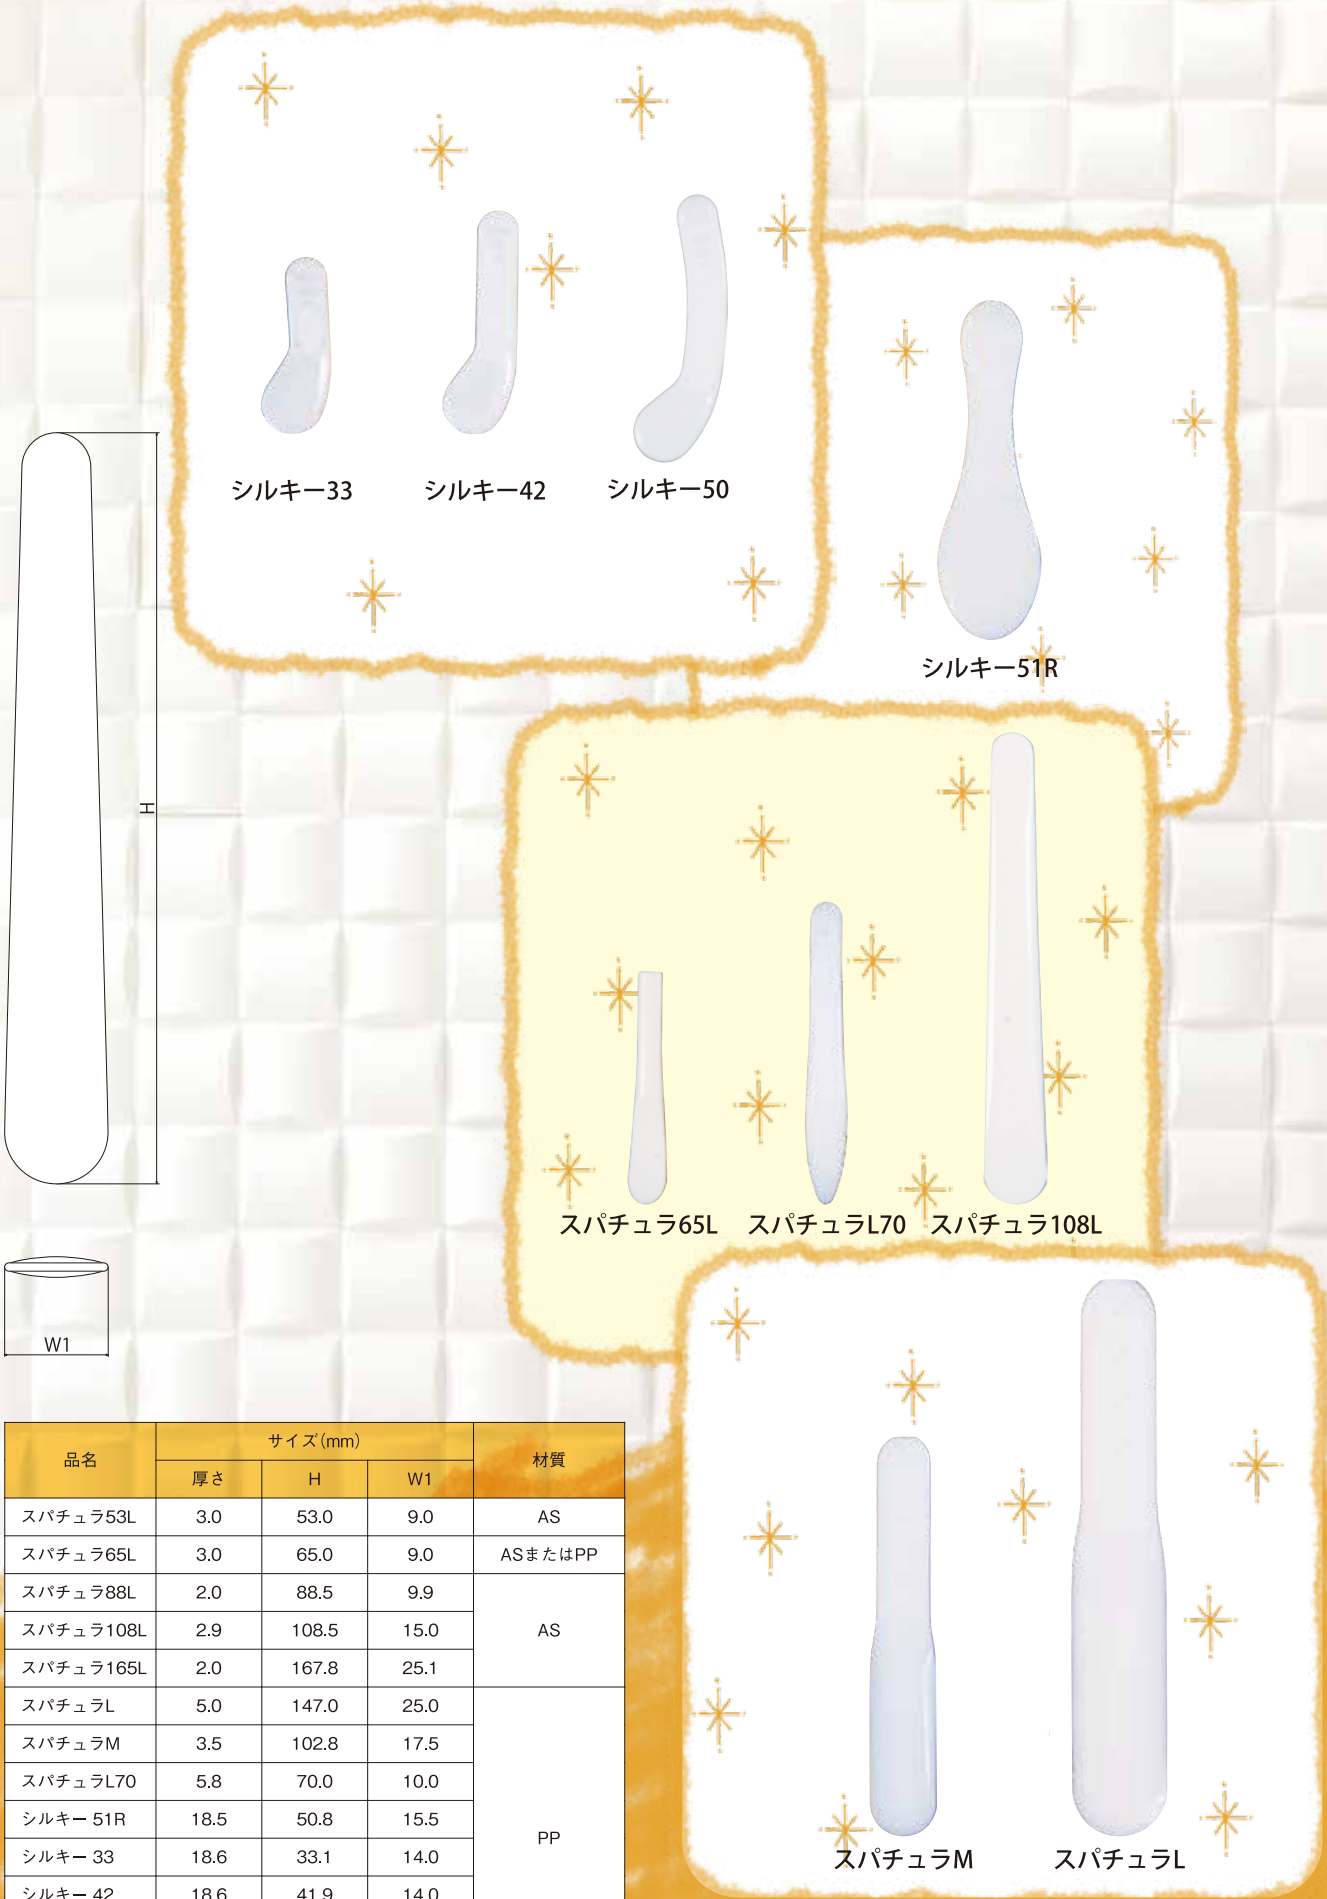 シルキー33
シルキー42
シルキー50
シルキー51R
H
スパチュラ65L
スパチュラL70
スパチュラ108L
W1
スパチュラM
スパチュラL
品名 サイズ(mm) 材質
厚さ H W1
スパチュラ53L 3.0 53.0 9.0 AS
スパチュラ65L 3.0 65.0 9.0 ASまたはPP
スパチュラ88L 2.0 88.5 9.9
スパチュラ108L 2.9 108.5 15.0 AS
スパチュラ165L 2.0 167.8 25.1
スパチュラL 5.0 147.0 25.0
スパチュラM 3.5 102.8 17.5
スパチュラL70 5.8 70.0 10.0
シルキー 51R 18.5 50.8 15.5
PP
シルキー 33 18.6 33.1 14.0
シルキー 42 18.6 41.9 14.0